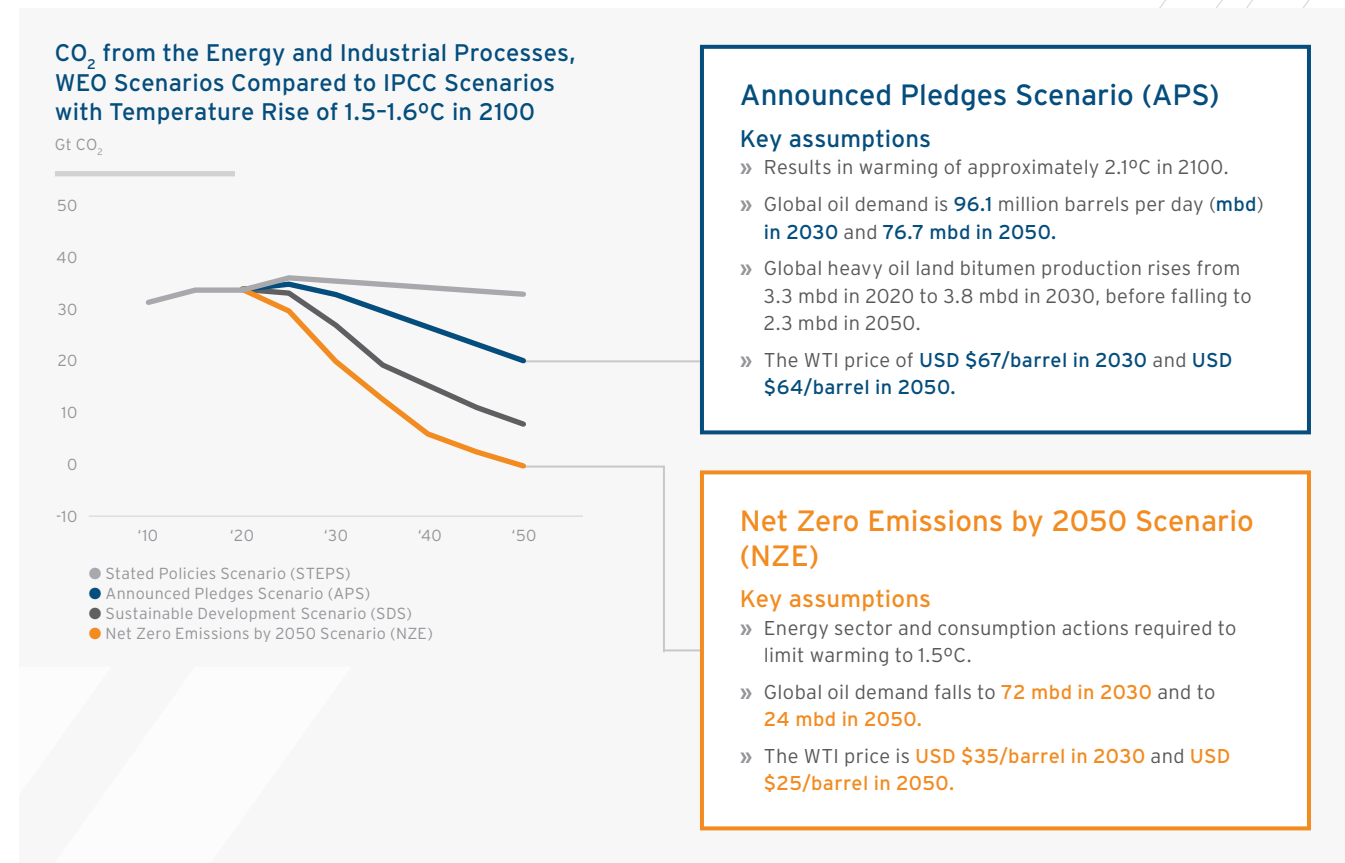 CO2 from the Energy and Industrial Processes,
WEO Scenarios Compared to IPCC Scenarios
with Temperature Rise of 1.5–1.6ºC in 2100
Gt CO2
50
40
30
20
10
0
-10
‘10 ‘20 ‘30 ‘40 ‘50
Stated Policies Scenario (STEPS)
Announced Pledges Scenario (APS)
Sustainable Development Scenario (SDS)
Net Zero Emissions by 2050 Scenario (NZE)
Announced Pledges Scenario (APS)
Key assumptions
» Results in warming of approximately 2.1ºC in 2100.
» Global oil demand is 96.1 million barrels per day (mbd)
in 2030 and 76.7 mbd in 2050.
» Global heavy oil land bitumen production rises from
3.3 mbd in 2020 to 3.8 mbd in 2030, before falling to
2.3 mbd in 2050.
» The WTI price of USD $67/barrel in 2030 and USD
$64/barrel in 2050.
Net Zero Emissions by 2050 Scenario
(NZE)
Key assumptions
» Energy sector and consumption actions required to
limit warming to 1.5ºC.
» Global oil demand falls to 72 mbd in 2030 and to
24 mbd in 2050.
» The WTI price is USD $35/barrel in 2030 and USD
$25/barrel in 2050.